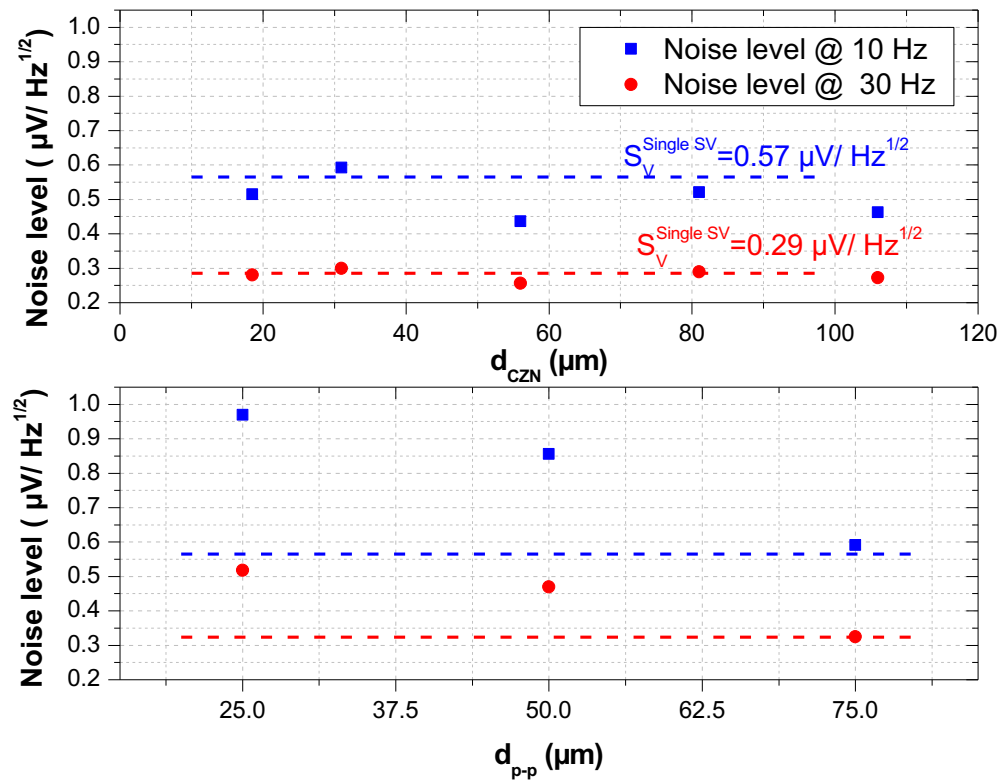 Noise level ( µV/ Hz^1/2)
1.0
0.9
0.8
0.7
0.6
0.5
0.4
0.3
0.2
Noise level @ 10 Hz
Noise level @  30 Hz
S_V^Single SV=0.57 µV/ Hz^1/2
S_V^Single SV=0.29 µV/ Hz^1/2
0 20 40 60 80 100 120
d_CZN (µm)
Noise level ( µV/ Hz^1/2)
1.0
0.9
0.8
0.7
0.6
0.5
0.4
0.3
0.2
25.0 37.5 50.0 62.5 75.0
d_p-p (µm)